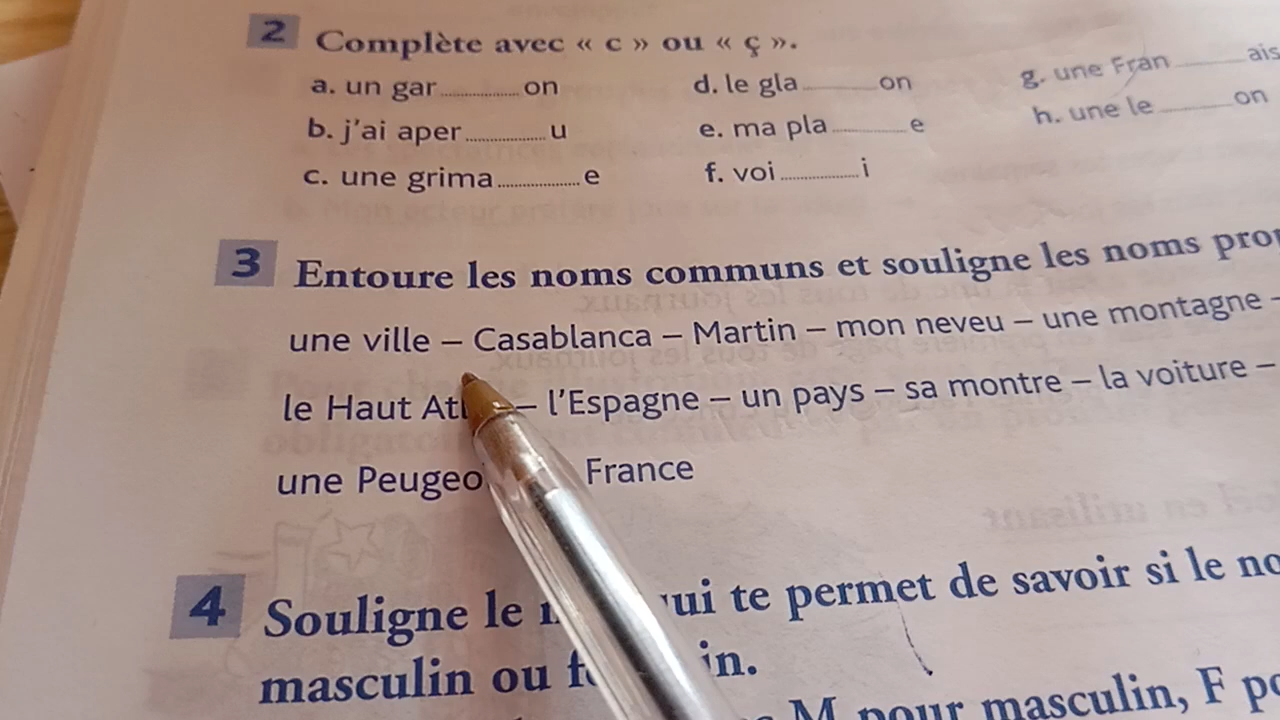 2 Complète avec « c » ou « ç ».
a. un gar............on d. le gla............on g. une Fran............ais
b. j'ai aper............u e. ma pla............e h. une le............on
c. une grima............e f. voi............i
3 Entoure les noms communs et souligne les noms
une ville – Casablanca – Martin – mon neveu – une montagne –
le Haut – l'Espagne – un pays – sa montre – la voiture –
une France
4 Souligne le te permet de savoir si le
masculin ou
M pour masculin, F